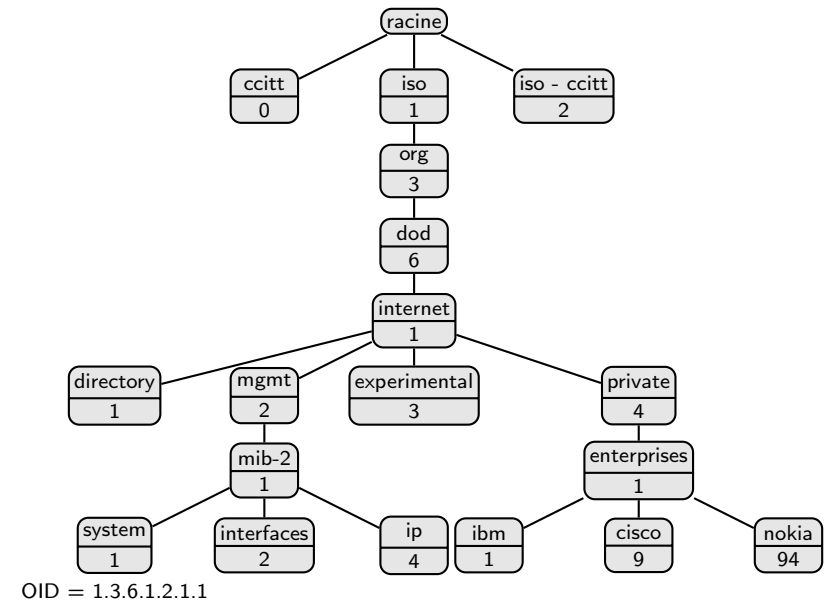 racine
ccitt iso iso - ccitt
0 1 2
org
3
dod
6
internet
1
directory mgmt experimental private
1 2 3 4
mib-2 enterprises
1 1
system interfaces ip ibm cisco nokia
1 2 4 1 9 94
OID = 1.3.6.1.2.1.1